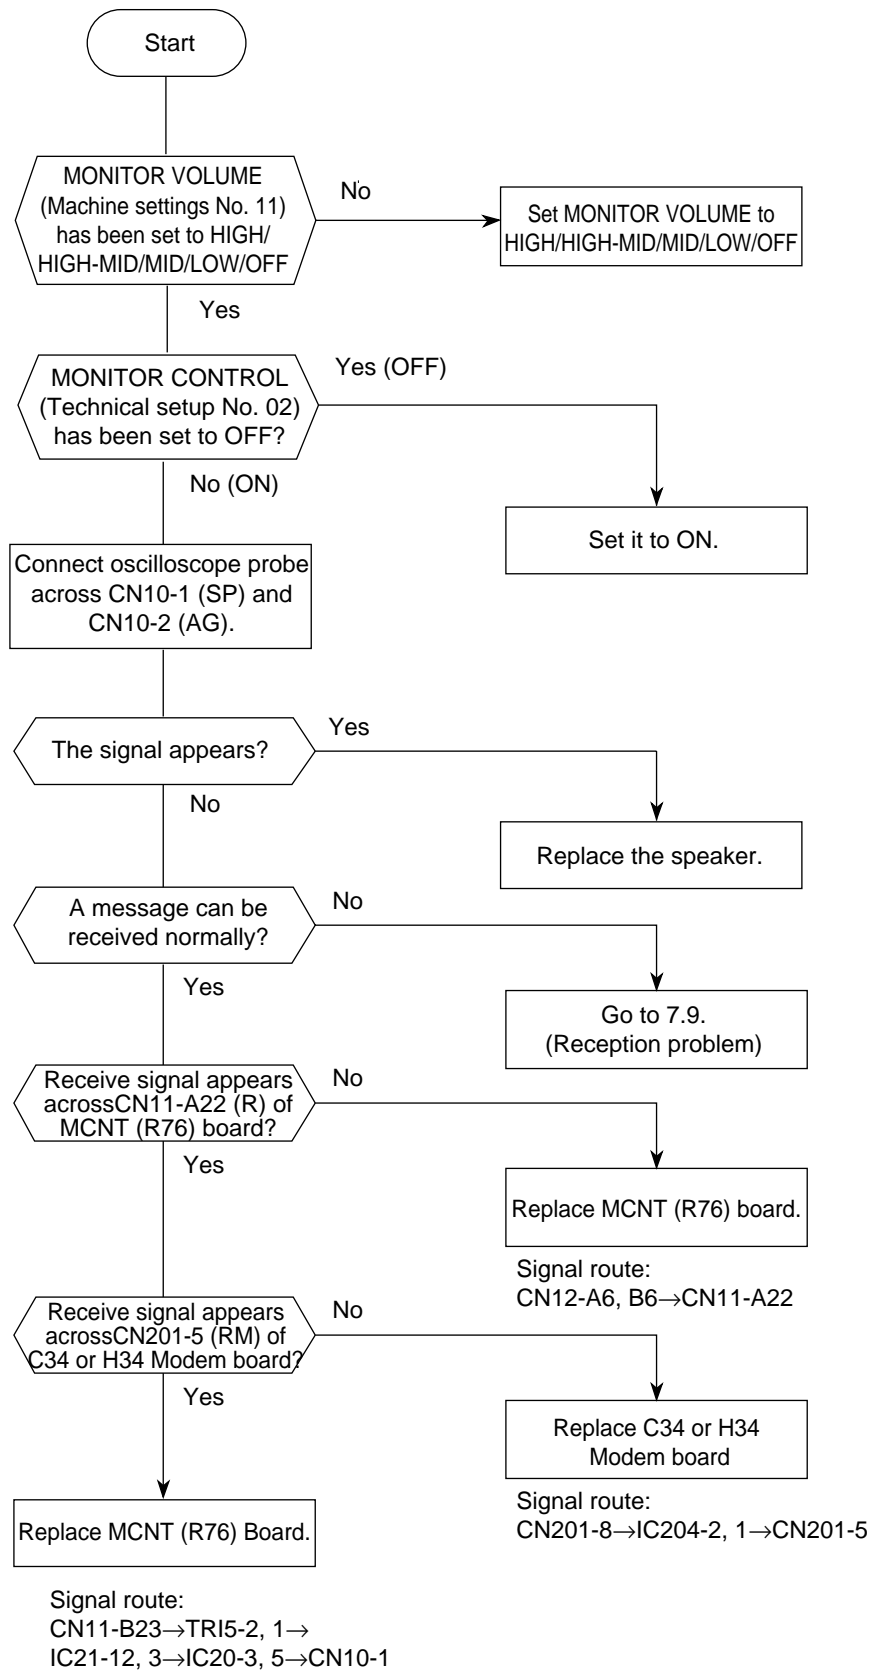 Start
MONITOR VOLUME
(Machine settings No. 11)
has been set to HIGH/
HIGH-MID/MID/LOW/OFF
No
Set MONITOR VOLUME to
HIGH/HIGH-MID/MID/LOW/OFF
Yes
MONITOR CONTROL
(Technical setup No. 02)
has been set to OFF?
Yes (OFF)
No (ON)
Set it to ON.
Connect oscilloscope probe
across CN10-1 (SP) and
CN10-2 (AG).
The signal appears?
Yes
No
Replace the speaker.
A message can be
received normally?
No
Yes
Go to 7.9.
(Reception problem)
Receive signal appears
acrossCN11-A22 (R) of
MCNT (R76) board?
No
Yes
Replace MCNT (R76) board.
Signal route:
CN12-A6, B6→CN11-A22
Receive signal appears
acrossCN201-5 (RM) of
C34 or H34 Modem board?
No
Yes
Replace C34 or H34
Modem board
Signal route:
CN201-8→IC204-2, 1→CN201-5
Replace MCNT (R76) Board.
Signal route:
CN11-B23→TRI5-2, 1→
IC21-12, 3→IC20-3, 5→CN10-1